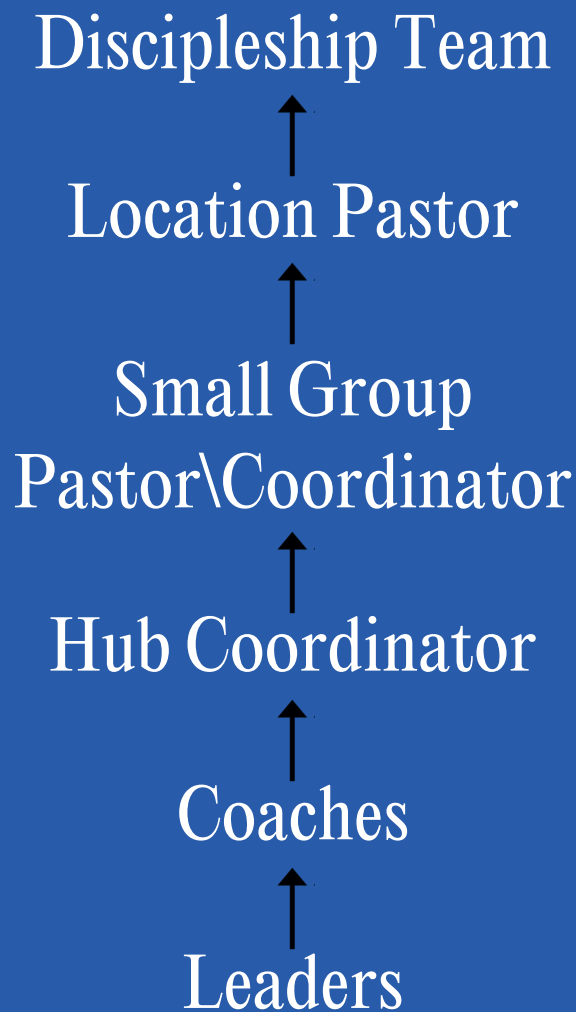 Discipleship Team
Location Pastor
Small Group
Pastor\Coordinator
Hub Coordinator
Coaches
Leaders